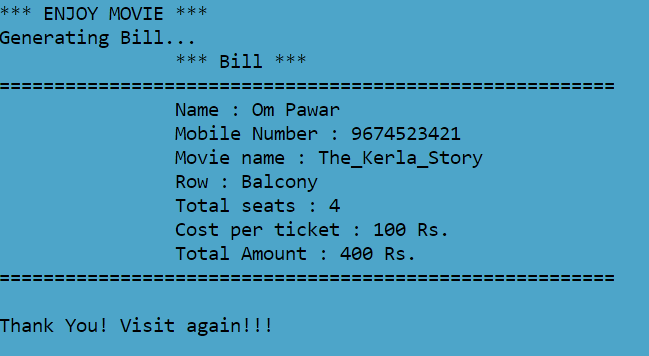 *** ENJOY MOVIE ***
Generating Bill...
*** Bill ***
========================================================
Name : Om Pawar
Mobile Number : 9674523421
Movie name : The_Kerla_Story
Row : Balcony
Total seats : 4
Cost per ticket : 100 Rs.
Total Amount : 400 Rs.
========================================================
Thank You! Visit again!!!